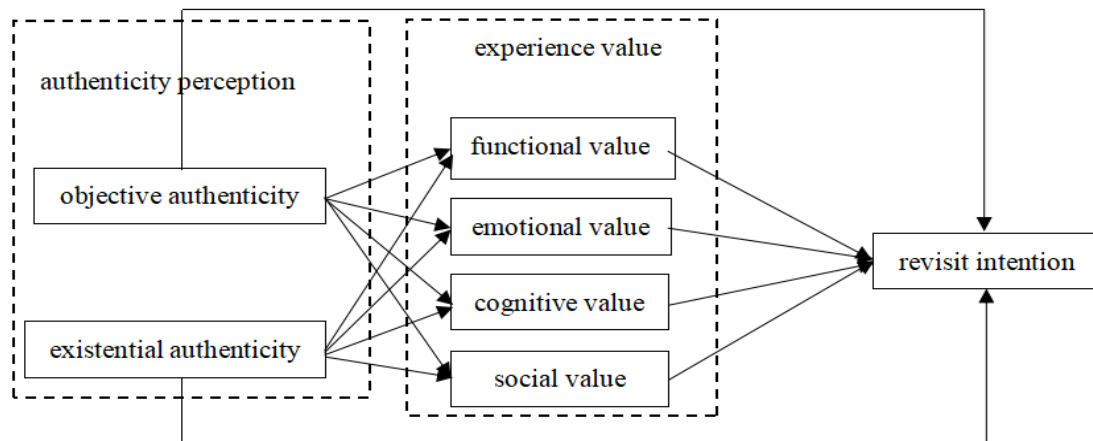 authenticity perception
objective authenticity
existential authenticity
experience value
functional value
emotional value
cognitive value
social value
revisit intention